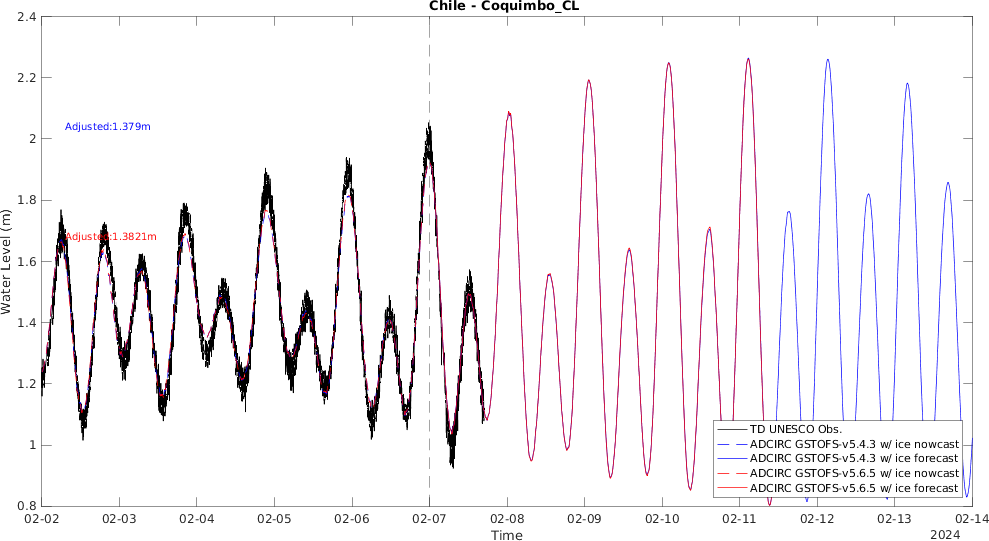 Chile - Coquimbo_CL
2.4
2.2
2
1.8
1.6
1.4
1.2
1
0.8
Water Level (m)
Adjusted:1.379m
Adjusted:1.3821m
TD UNESCO Obs.
ADCIRC GSTOFS-v5.4.3 w/ ice nowcast
ADCIRC GSTOFS-v5.4.3 w/ ice forecast
ADCIRC GSTOFS-v5.6.5 w/ ice nowcast
ADCIRC GSTOFS-v5.6.5 w/ ice forecast
02-02 02-03 02-04 02-05 02-06 02-07 02-08 02-09 02-10 02-11 02-12 02-13 02-14
Time
2024